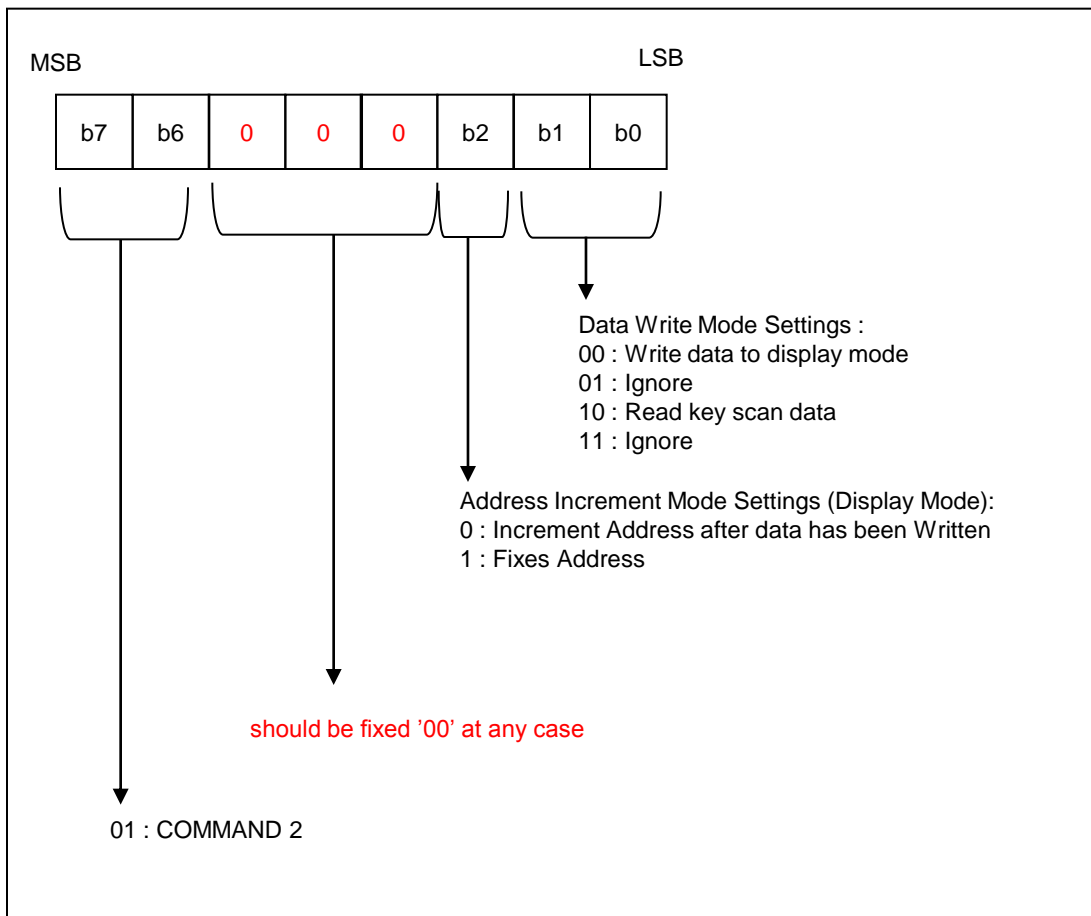 MSB
LSB
b7 b6 0 0 0 b2 b1 b0
Data Write Mode Settings :
00 : Write data to display mode
01 : Ignore
10 : Read key scan data
11 : Ignore
Address Increment Mode Settings (Display Mode):
0 : Increment Address after data has been Written
1 : Fixes Address
should be fixed ’00’ at any case
01 : COMMAND 2